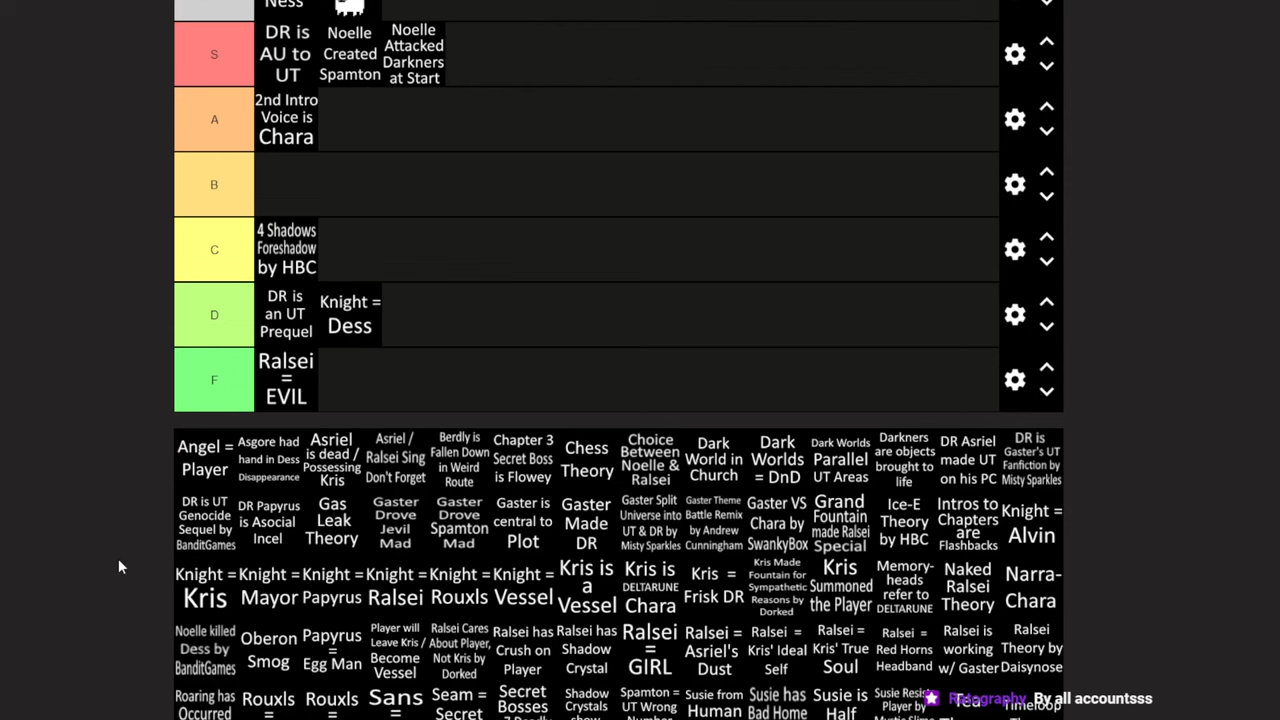 Ness
S
DR is
AU to
UT
Noelle
Created
Spamton
Noelle
Attacked
Darkners
at Start
A
2nd Intro
Voice is
Chara
B
C
4 Shadows
Foreshadow
by HBC
D
DR is
an UT
Prequel
Knight =
Dess
F
Ralsei
=
EVIL
Angel =
Player
Asgore had
hand in Dess
Disappearance
Asriel
is dead /
Possessing
Kris
Asriel /
Ralsei Sing
Don't Forget
Berdly is
Fallen Down
in Weird
Route
Chapter 3
Secret Boss
is Flowey
Chess
Theory
Choice
Between
Noelle &
Ralsei
Dark
World in
Church
Dark
Worlds
= DnD
Dark Worlds
Parallel
UT Areas
Darkners
are objects
brought to
life
DR Asriel
made UT
on his PC
DR is
Gaster's UT
Fanfiction by
Misty Sparkles
DR is UT
Genocide
Sequel by
BanditGames
DR Papyrus
is Asocial
Incel
Gas
Leak
Theory
Gaster
Drove
Jevil
Mad
Gaster
Drove
Spamton
Mad
Gaster is
central to
Plot
Gaster
Made
DR
Gaster Split
Universe into
UT & DR by
Misty Sparkles
Gaster Theme
Battle Remix
by Andrew
Cunningham
Gaster VS
Chara by
SwankyBox
Grand
Fountain
made Ralsei
Special
Ice-E
Theory
by HBC
Intros to
Chapters
are
Flashbacks
Knight =
Alvin
Knight =
Kris
Knight =
Mayor
Knight =
Papyrus
Knight =
Ralsei
Knight =
Rouxls
Knight =
Vessel
Kris is
a
Vessel
Kris is
DELTARUNE
Chara
Kris =
Frisk DR
Kris Made
Fountain for
Sympathetic
Reasons by
Dorked
Kris
Summoned
the Player
Memory-
heads
refer to
DELTARUNE
Naked
Ralsei
Theory
Narra-
Chara
Noelle killed
Dess by
BanditGames
Oberon
Smog
Papyrus
=
Egg Man
Player will
Leave Kris /
Become
Vessel
Ralsei Cares
About Player,
Not Kris by
Dorked
Ralsei has
Crush on
Player
Ralsei has
Shadow
Crystal
Ralsei
=
GIRL
Ralsei =
Asriel's
Dust
Ralsei =
Kris' Ideal
Self
Ralsei =
Kris' True
Soul
Ralsei =
Red Horns
Headband
Ralsei is
working
w/ Gaster
Ralsei
Theory by
Daisynose
Roaring has
Occurred
Rouxls
=
Rouxls
=
Sans
=
Seam =
Secret
Secret
Bosses
Shadow
Crystals
show
Spamton =
Wrong
Number
Susie from
Human
Susie has
Bad Home
Susie is
Half
Susie Resist
Player by
Ratography
By all accountsss